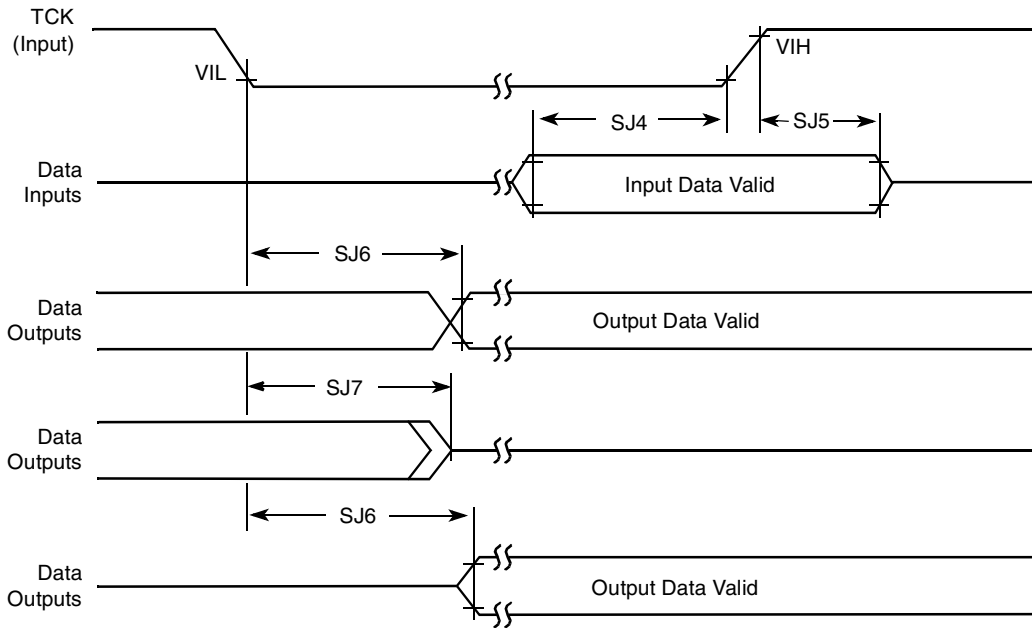 TCK
(Input)
VIL
VIH
SJ4
SJ5
Data
Inputs
Input Data Valid
SJ6
Data
Outputs
Output Data Valid
SJ7
Data
Outputs
SJ6
Data
Outputs
Output Data Valid